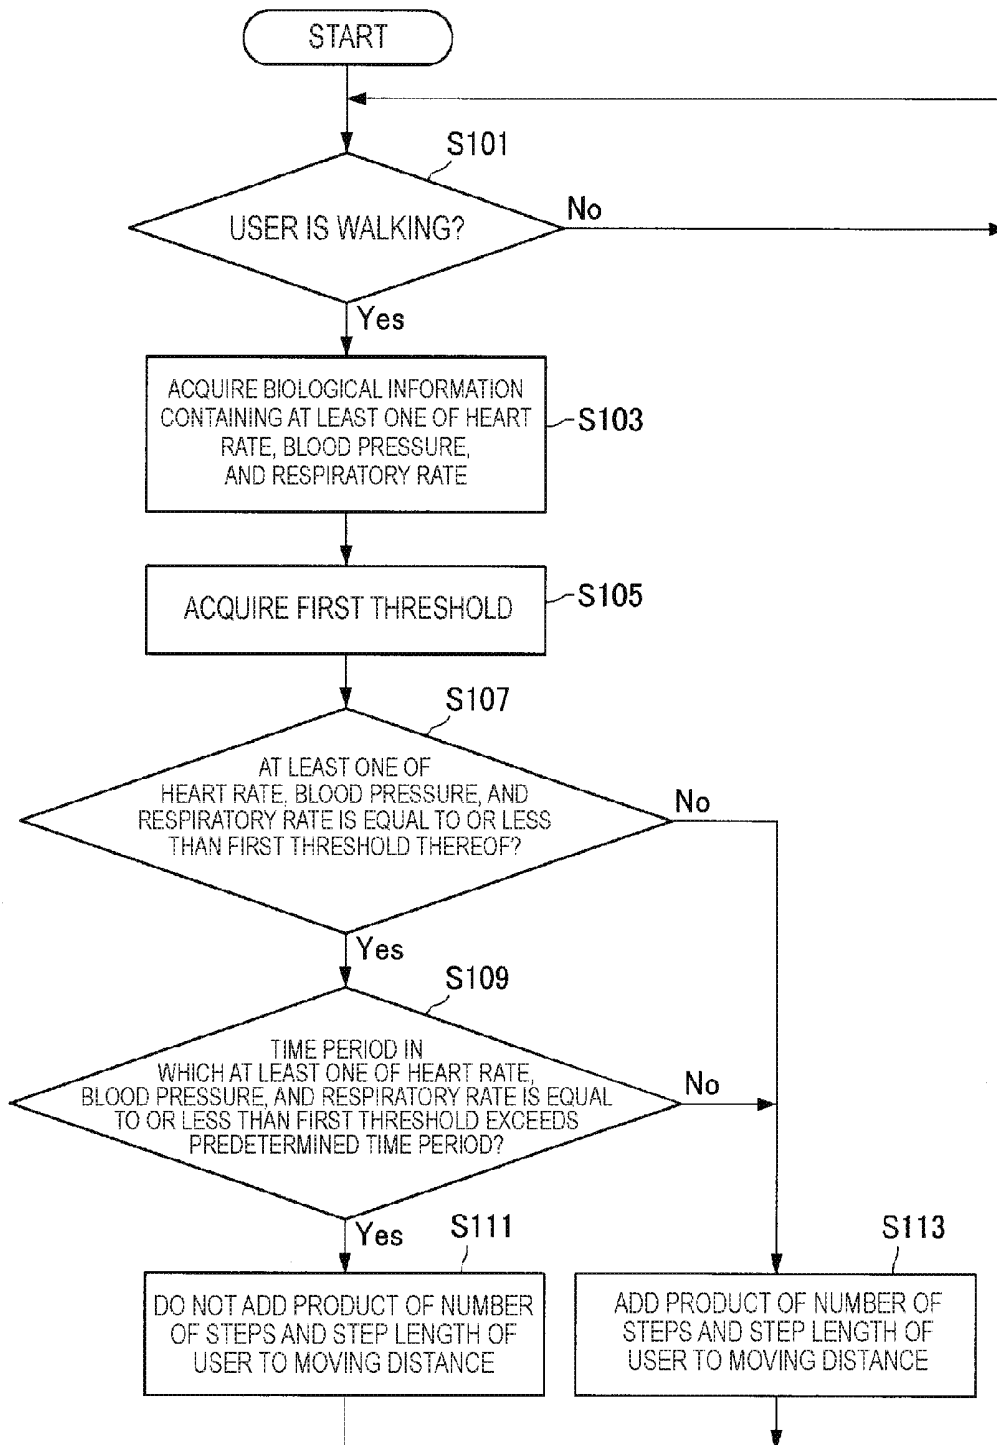 START
S101
USER IS WALKING?
No
Yes
ACQUIRE BIOLOGICAL INFORMATION
CONTAINING AT LEAST ONE OF HEART
RATE, BLOOD PRESSURE,
AND RESPIRATORY RATE
S103
ACQUIRE FIRST THRESHOLD
S105
S107
AT LEAST ONE OF
HEART RATE, BLOOD PRESSURE, AND
RESPIRATORY RATE IS EQUAL TO OR LESS
THAN FIRST THRESHOLD THEREOF?
No
Yes
S109
TIME PERIOD IN
WHICH AT LEAST ONE OF HEART RATE,
BLOOD PRESSURE, AND RESPIRATORY RATE IS EQUAL
TO OR LESS THAN FIRST THRESHOLD EXCEEDS
PREDETERMINED TIME PERIOD?
No
Yes
S111
DO NOT ADD PRODUCT OF NUMBER
OF STEPS AND STEP LENGTH OF
USER TO MOVING DISTANCE
S113
ADD PRODUCT OF NUMBER OF
STEPS AND STEP LENGTH OF
USER TO MOVING DISTANCE